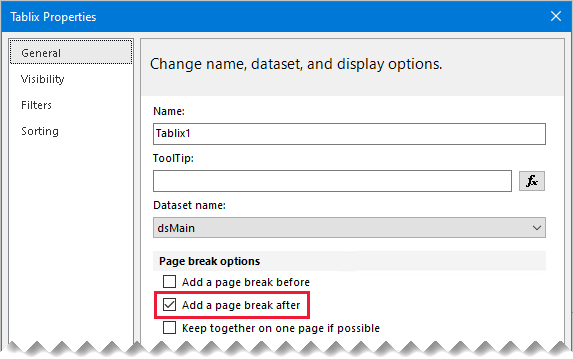 Tablix Properties
General
Visibility
Filters
Sorting
Change name, dataset, and display options.
Name:
Tablix1
ToolTip:
fx
Dataset name:
dsMain
Page break options
Add a page break before
Add a page break after
Keep together on one page if possible